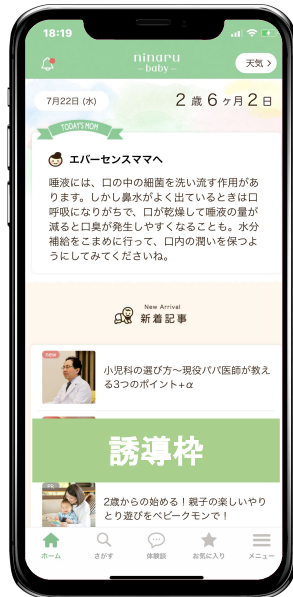 18:19
ninaru
baby
天気
7月22日 (水)
2 歳 6 ヶ月 2 日
TODAY'S MOM
エバーセンスママへ
唾液には、口の中の細菌を洗い流す作用があ
ります。しかし鼻水がよく出ているときは口
呼吸になりがちで、口が乾燥して唾液の量が
減ると口臭が発生しやすくなることも。水分
補給をこまめに行って、口内の潤いを保つよ
うにしてみてくださいね。
New Arrival
新着記事
new
小児科の選び方〜現役パパ医師が教え
る3つのポイント+α
誘導枠
PR
2歳からの始める！親子の楽しいやり
とり遊びをベビークモンで！
ホーム
さがす
体験談
お気に入り
メニュー